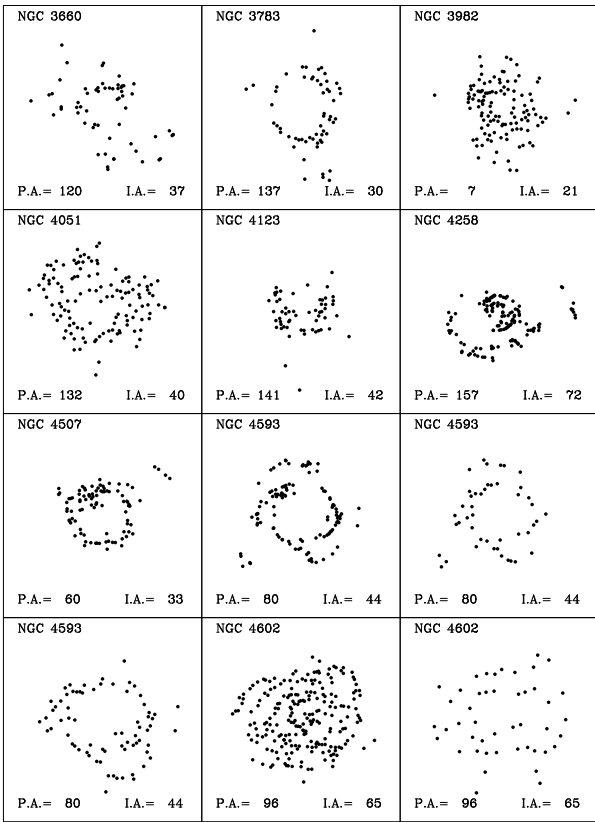 NGC 3660
P.A.= 120 I.A.= 37
NGC 3783
P.A.= 137 I.A.= 30
NGC 3982
P.A.= 7 I.A.= 21
NGC 4051
P.A.= 132 I.A.= 40
NGC 4123
P.A.= 141 I.A.= 42
NGC 4258
P.A.= 157 I.A.= 72
NGC 4507
P.A.= 60 I.A.= 33
NGC 4593
P.A.= 80 I.A.= 44
NGC 4593
P.A.= 80 I.A.= 44
NGC 4593
P.A.= 80 I.A.= 44
NGC 4602
P.A.= 96 I.A.= 65
NGC 4602
P.A.= 96 I.A.= 65